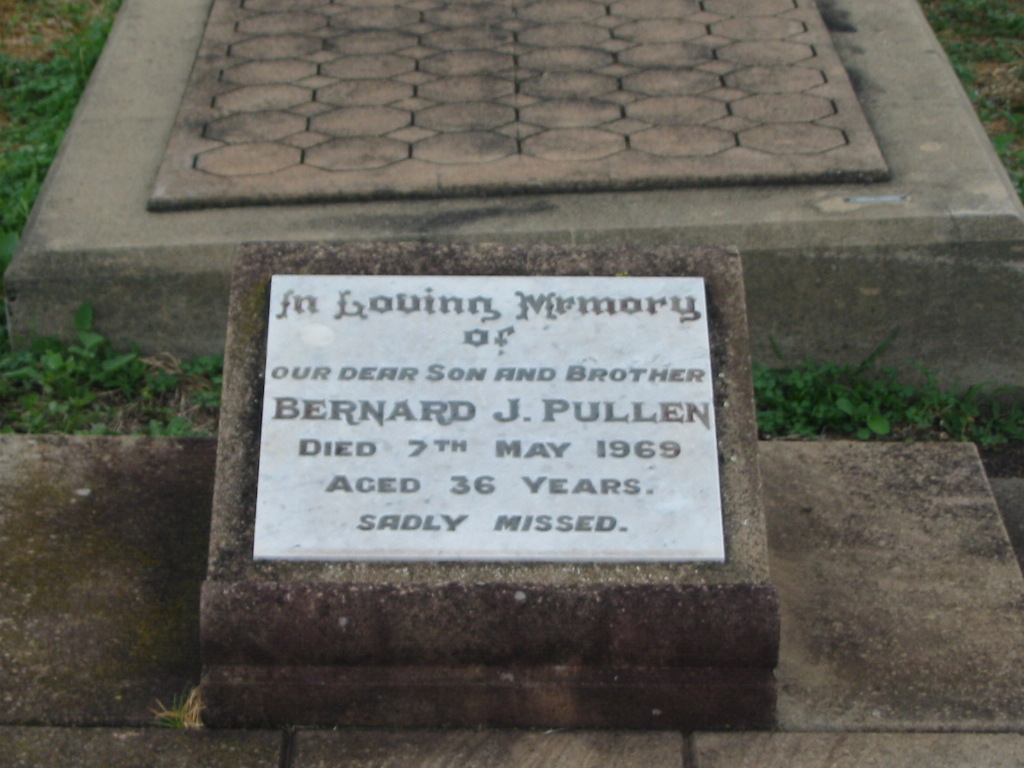 In Loving Memory
of
OUR DEAR SON AND BROTHER
BERNARD J. PULLEN
DIED 7TH MAY 1969
AGED 36 YEARS.
SADLY MISSED.